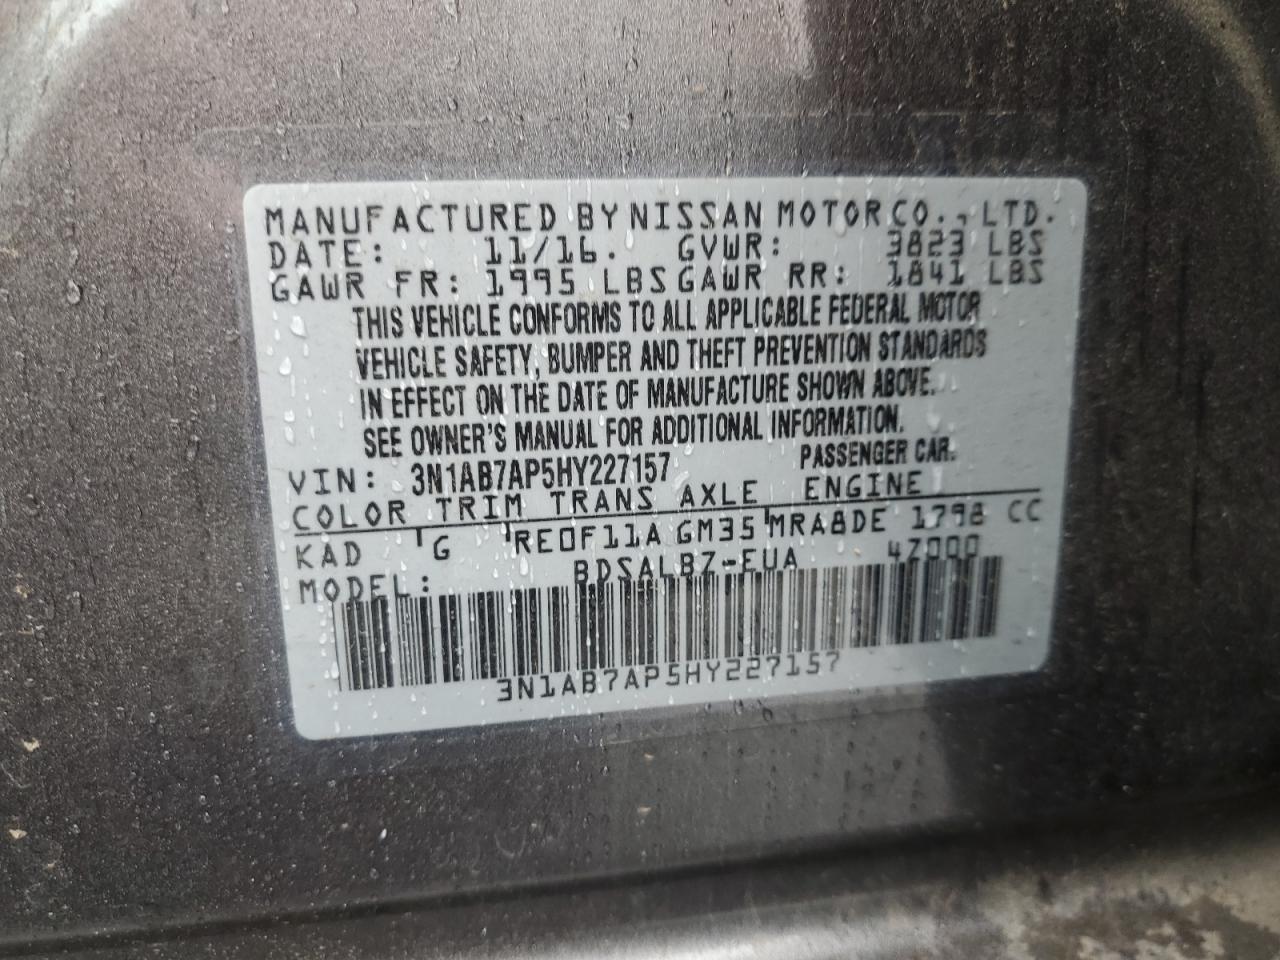 MANUFACTURED BY NISSAN MOTOR CO., LTD.
DATE: 11/16. GVWR: 3823 LBS
GAWR FR: 1995 LBS GAWR RR: 1841 LBS
THIS VEHICLE CONFORMS TO ALL APPLICABLE FEDERAL MOTOR
VEHICLE SAFETY, BUMPER AND THEFT PREVENTION STANDARDS
IN EFFECT ON THE DATE OF MANUFACTURE SHOWN ABOVE.
SEE OWNER'S MANUAL FOR ADDITIONAL INFORMATION.
VIN: 3N1AB7AP5HY227157 PASSENGER CAR.
COLOR TRIM TRANS AXLE ENGINE
KAD G RE0F11A GM35 MRA8DE 1798 CC
MODEL: BDSALBZ-EUA 4Z000
3N1AB7AP5HY227157